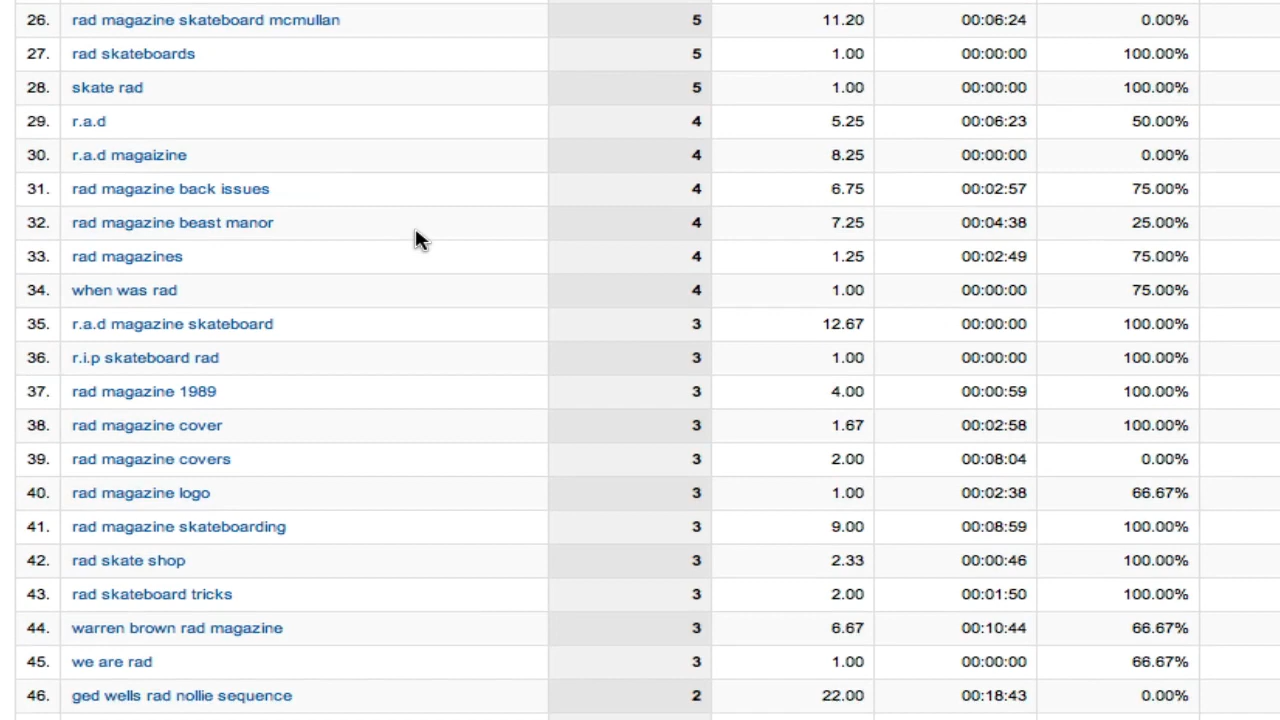 26. rad magazine skateboard mcmullan 5 11.20 00:06:24 0.00%
27. rad skateboards 5 1.00 00:00:00 100.00%
28. skate rad 5 1.00 00:00:00 100.00%
29. r.a.d 4 5.25 00:06:23 50.00%
30. r.a.d magaizine 4 8.25 00:00:00 0.00%
31. rad magazine back issues 4 6.75 00:02:57 75.00%
32. rad magazine beast manor 4 7.25 00:04:38 25.00%
33. rad magazines 4 1.25 00:02:49 75.00%
34. when was rad 4 1.00 00:00:00 75.00%
35. r.a.d magazine skateboard 3 12.67 00:00:00 100.00%
36. r.i.p skateboard rad 3 1.00 00:00:00 100.00%
37. rad magazine 1989 3 4.00 00:00:59 100.00%
38. rad magazine cover 3 1.67 00:02:58 100.00%
39. rad magazine covers 3 2.00 00:08:04 0.00%
40. rad magazine logo 3 1.00 00:02:38 66.67%
41. rad magazine skateboarding 3 9.00 00:08:59 100.00%
42. rad skate shop 3 2.33 00:00:46 100.00%
43. rad skateboard tricks 3 2.00 00:01:50 100.00%
44. warren brown rad magazine 3 6.67 00:10:44 66.67%
45. we are rad 3 1.00 00:00:00 66.67%
46. ged wells rad nollie sequence 2 22.00 00:18:43 0.00%